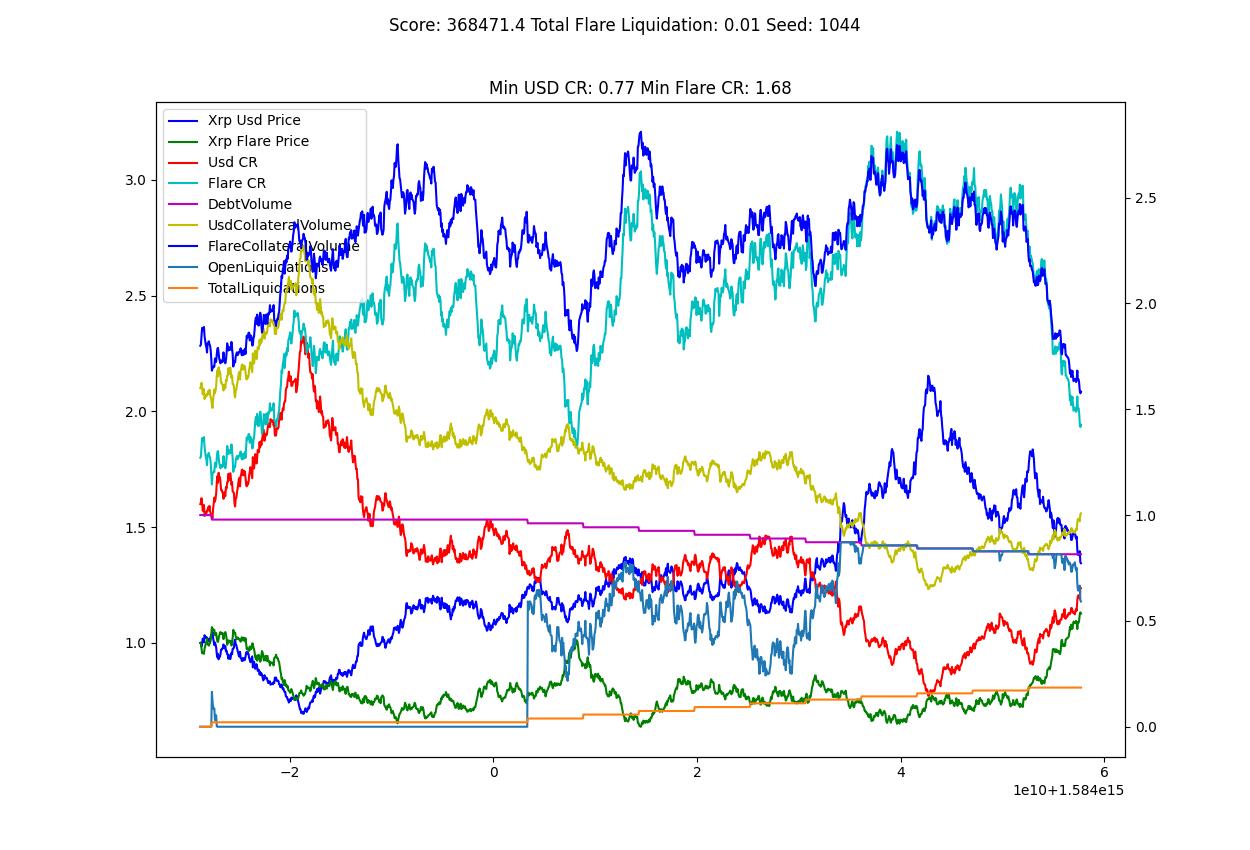 Score: 368471.4 Total Flare Liquidation: 0.01 Seed: 1044
Min USD CR: 0.77 Min Flare CR: 1.68
Xrp Usd Price
Xrp Flare Price
Usd CR
Flare CR
DebtVolume
UsdCollateralVolume
FlareCollateralVolume
OpenLiquidations
TotalLiquidations
3.0
2.5
2.0
1.5
1.0
2.5
2.0
1.5
1.0
0.5
0.0
−2
0
2
4
6
1e10+1.584e15